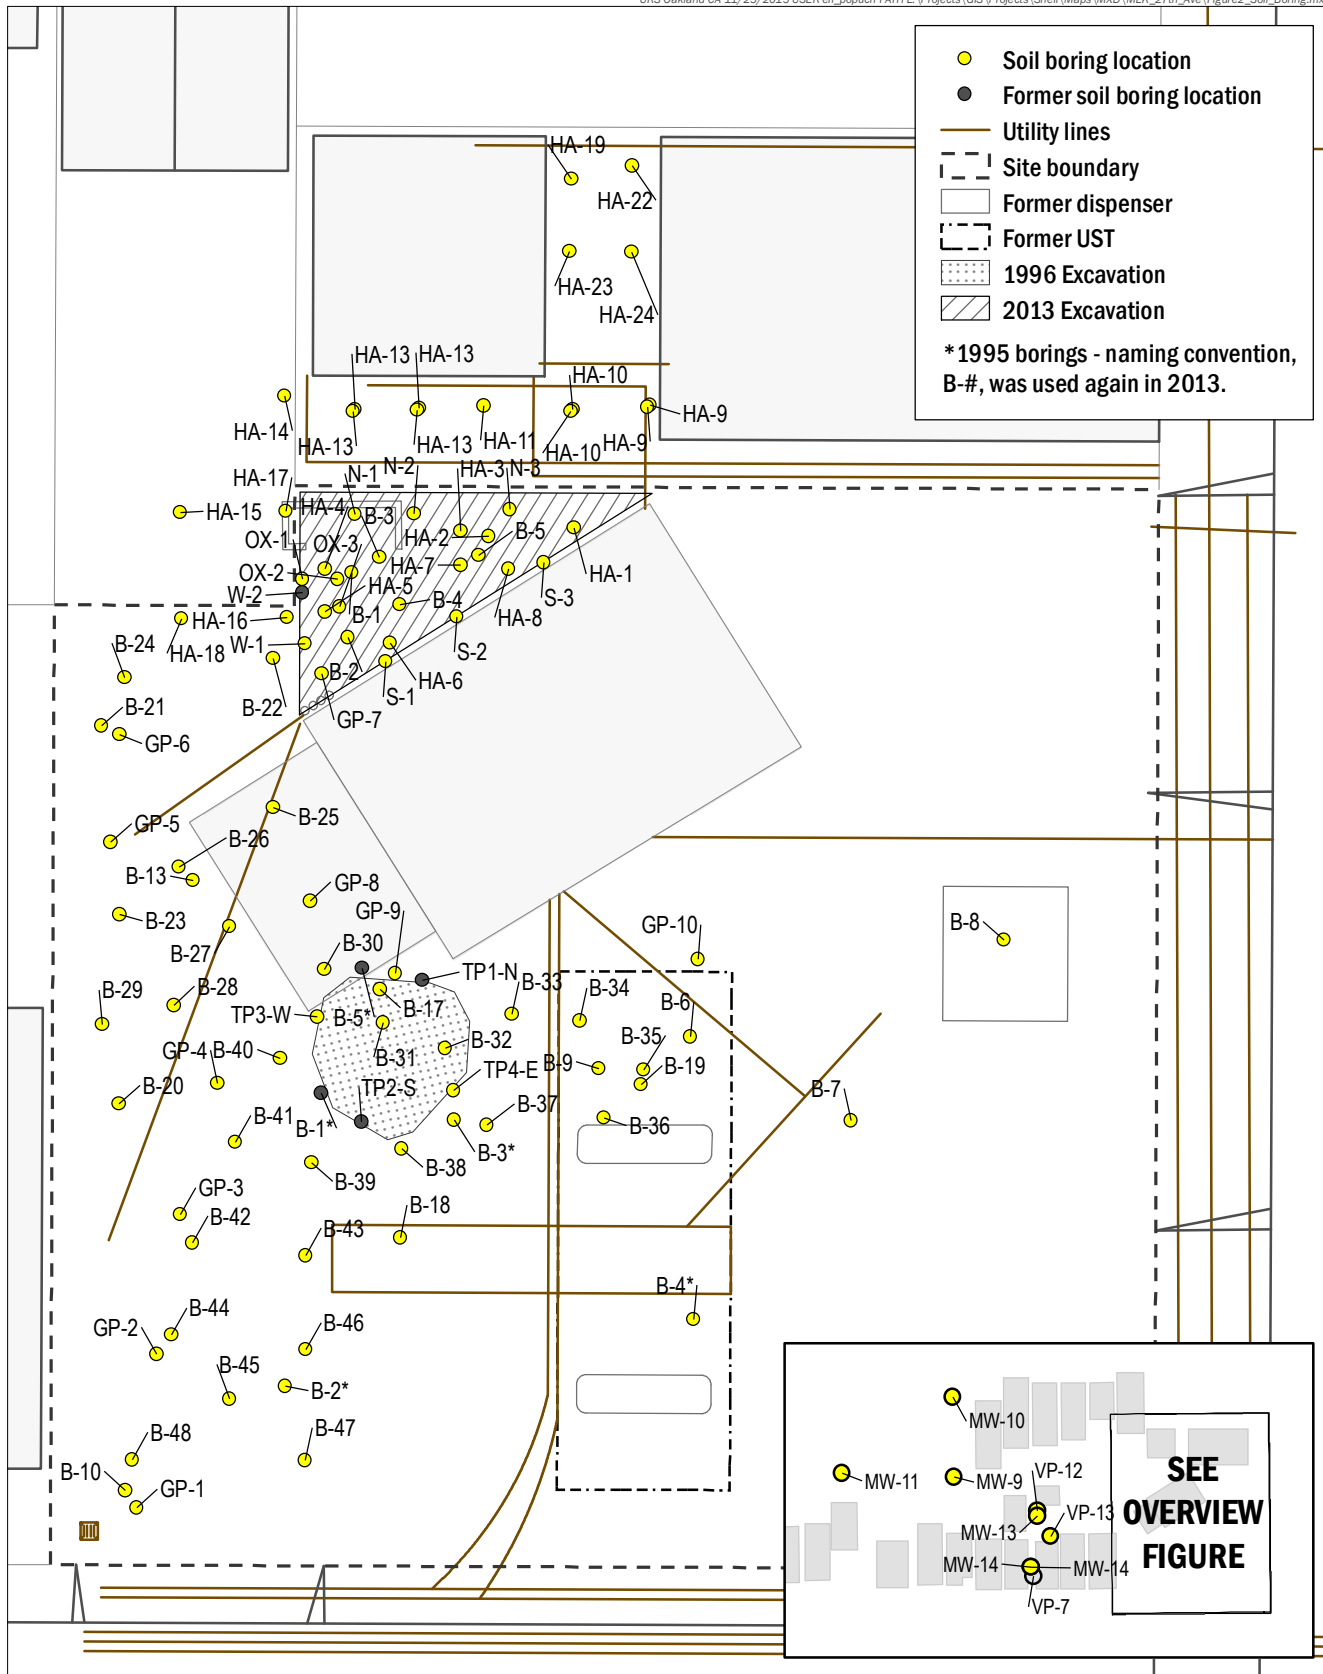 Soil boring location
Former soil boring location
Utility lines
Site boundary
Former dispenser
Former UST
1996 Excavation
2013 Excavation
*1995 borings - naming convention,
B-#, was used again in 2013.
HA-19
HA-22
HA-23
HA-24
HA-13
HA-13
HA-10
HA-9
HA-14
HA-13
HA-13
HA-11
HA-10
HA-9
HA-17
N-1
N-2
HA-3
N-3
HA-15
HA-4
B-3
HA-2
B-5
OX-1
OX-3
HA-7
HA-1
OX-2
HA-5
W-2
B-4
S-3
HA-16
B-1
HA-8
B-24
HA-18
W-1
B-2
S-2
HA-6
B-22
S-1
B-21
GP-7
GP-6
B-25
GP-5
B-26
B-13
GP-8
B-23
GP-9
B-27
B-30
GP-10
B-8
TP1-N
B-33
B-34
B-6
B-29
B-28
TP3-W
B-5*
B-17
B-32
B-35
GP-4
B-40
B-31
B-9
B-19
TP4-E
B-20
TP2-S
B-7
B-41
B-1*
B-37
B-36
B-3*
B-38
B-39
GP-3
B-18
B-42
B-43
B-4*
B-44
GP-2
B-46
B-45
B-2*
B-48
B-47
B-10
GP-1
MW-10
MW-11
MW-9
VP-12
VP-13
MW-13
MW-14
MW-14
VP-7
SEE
OVERVIEW
FIGURE